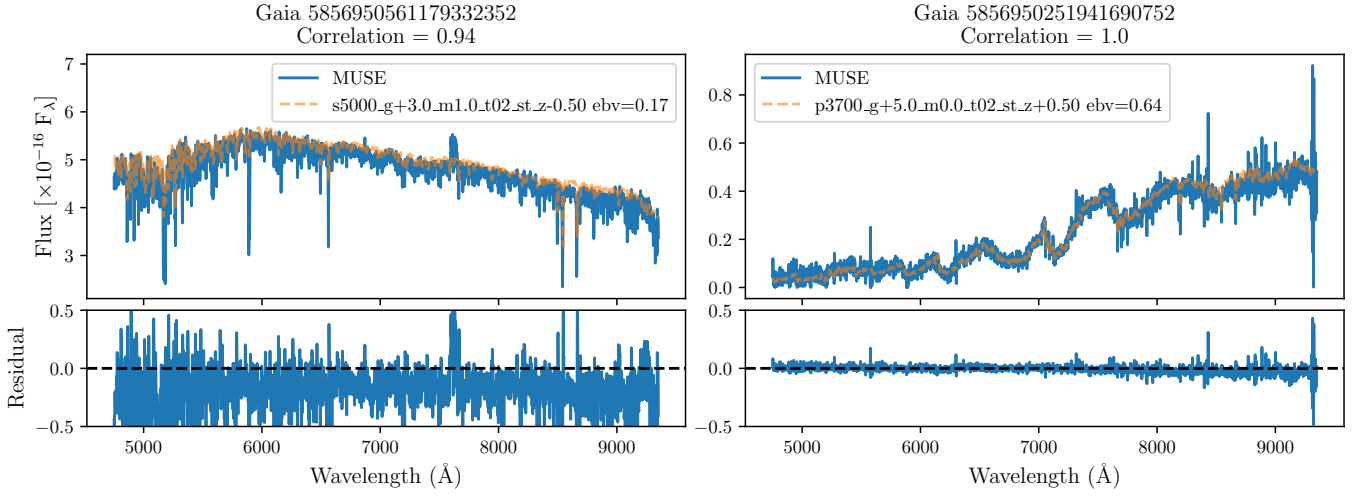 Gaia 5856950561179332352
Correlation = 0.94
7
6
5
4
3
Flux [×10⁻¹⁶ F_λ]
MUSE
s5000_g+3.0_m1.0_t02_st_z-0.50 ebv=0.17
0.5
0.0
−0.5
Residual
5000 6000 7000 8000 9000
Wavelength (Å)
Gaia 5856950251941690752
Correlation = 1.0
0.8
0.6
0.4
0.2
0.0
MUSE
p3700_g+5.0_m0.0_t02_st_z+0.50 ebv=0.64
0.5
0.0
−0.5
5000 6000 7000 8000 9000
Wavelength (Å)